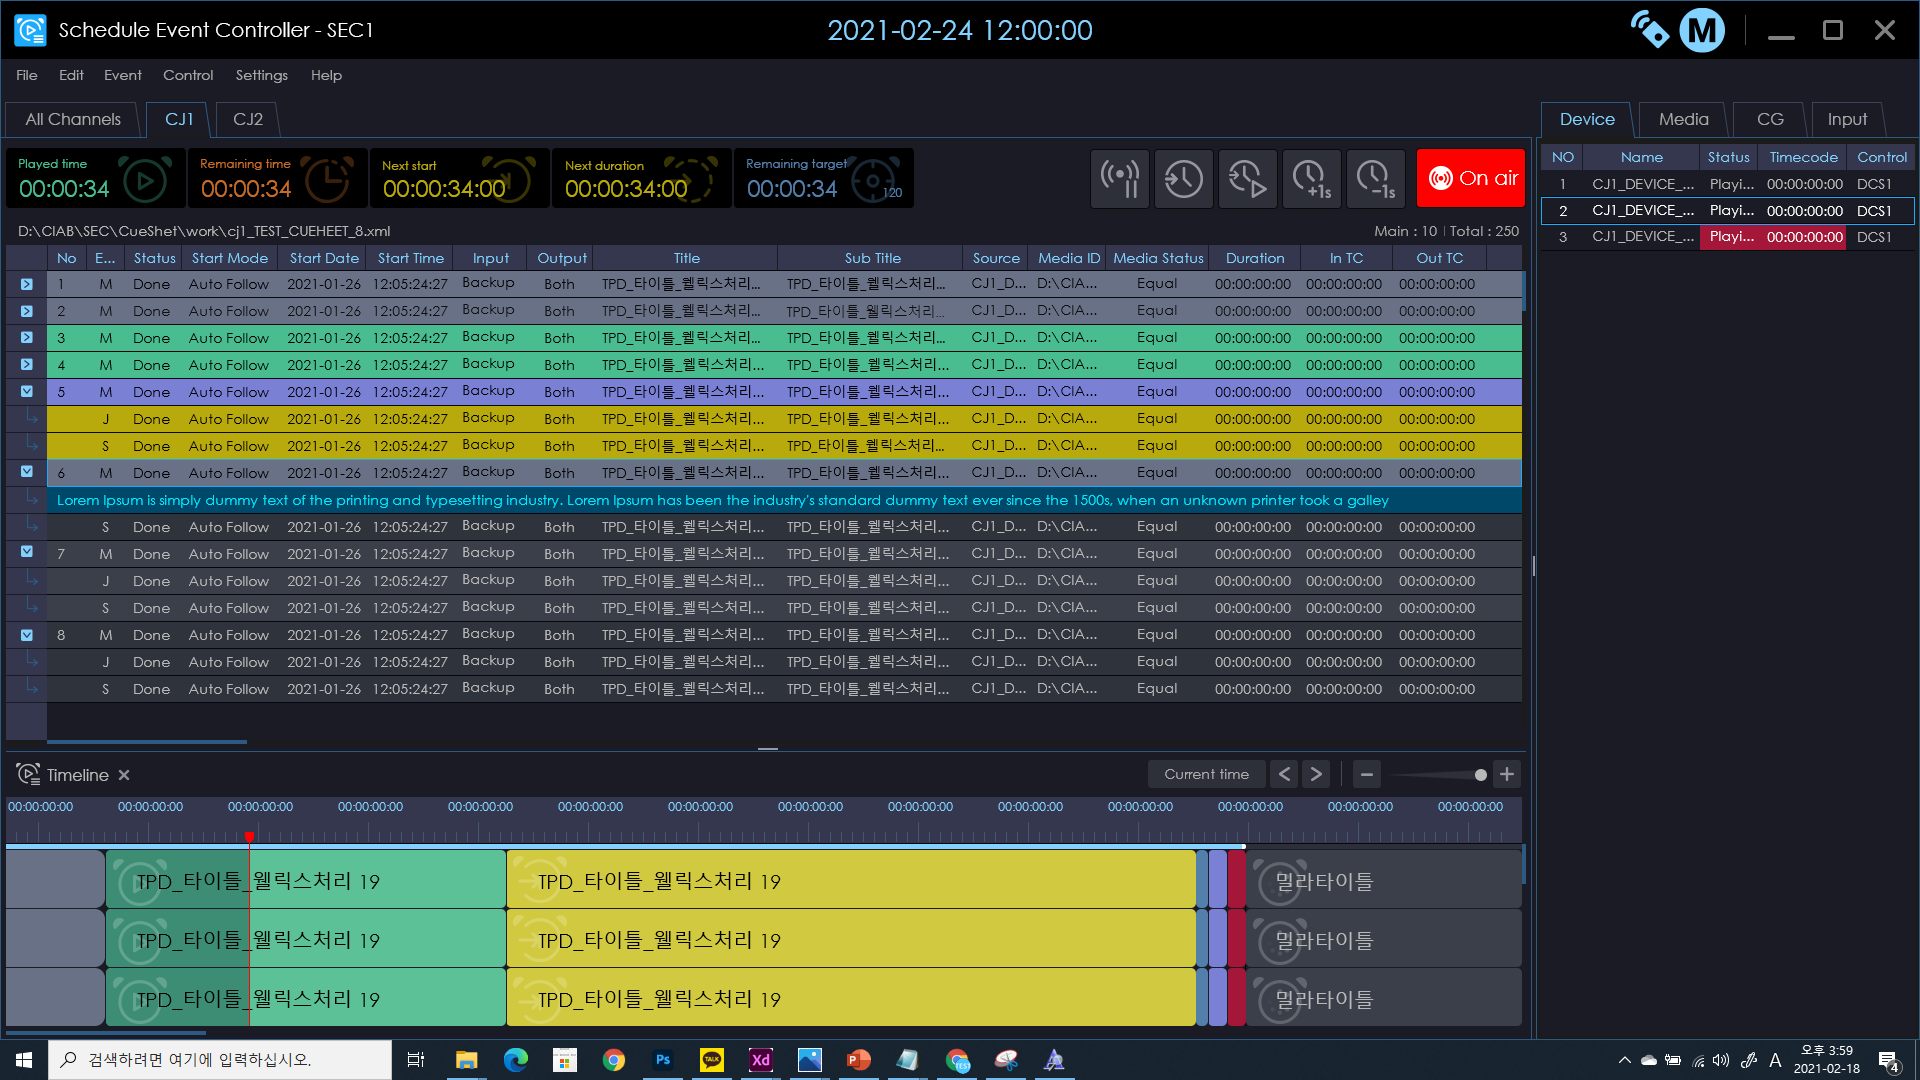 Schedule Event Controller - SEC1
2021-02-24 12:00:00
M
File Edit Event Control Settings Help
All Channels CJ1 CJ2
Device Media CG Input
Played time 00:00:34
Remaining time 00:00:34
Next start 00:00:34:00
Next duration 00:00:34:00
Remaining target 00:00:34 120
+1s
-1s
On air
D:\CIAB\SEC\CueShet\work\cj1_TEST_CUEHEET_8.xml
Main : 10 | Total : 250
No E... Status Start Mode Start Date Start Time Input Output Title Sub Title Source Media ID Media Status Duration In TC Out TC
1 M Done Auto Follow 2021-01-26 12:05:24:27 Backup Both TPD_타이틀_웰릭스처리... TPD_타이틀_웰릭스처리... CJ1_D... D:\CIA... Equal 00:00:00:00 00:00:00:00 00:00:00:00
2 M Done Auto Follow 2021-01-26 12:05:24:27 Backup Both TPD_타이틀_웰릭스처리... TPD_타이틀_웰릭스처리... CJ1_D... D:\CIA... Equal 00:00:00:00 00:00:00:00 00:00:00:00
3 M Done Auto Follow 2021-01-26 12:05:24:27 Backup Both TPD_타이틀_웰릭스처리... TPD_타이틀_웰릭스처리... CJ1_D... D:\CIA... Equal 00:00:00:00 00:00:00:00 00:00:00:00
4 M Done Auto Follow 2021-01-26 12:05:24:27 Backup Both TPD_타이틀_웰릭스처리... TPD_타이틀_웰릭스처리... CJ1_D... D:\CIA... Equal 00:00:00:00 00:00:00:00 00:00:00:00
5 M Done Auto Follow 2021-01-26 12:05:24:27 Backup Both TPD_타이틀_웰릭스처리... TPD_타이틀_웰릭스처리... CJ1_D... D:\CIA... Equal 00:00:00:00 00:00:00:00 00:00:00:00
J Done Auto Follow 2021-01-26 12:05:24:27 Backup Both TPD_타이틀_웰릭스처리... TPD_타이틀_웰릭스처리... CJ1_D... D:\CIA... Equal 00:00:00:00 00:00:00:00 00:00:00:00
S Done Auto Follow 2021-01-26 12:05:24:27 Backup Both TPD_타이틀_웰릭스처리... TPD_타이틀_웰릭스처리... CJ1_D... D:\CIA... Equal 00:00:00:00 00:00:00:00 00:00:00:00
6 M Done Auto Follow 2021-01-26 12:05:24:27 Backup Both TPD_타이틀_웰릭스처리... TPD_타이틀_웰릭스처리... CJ1_D... D:\CIA... Equal 00:00:00:00 00:00:00:00 00:00:00:00
Lorem Ipsum is simply dummy text of the printing and typesetting industry. Lorem Ipsum has been the industry's standard dummy text ever since the 1500s, when an unknown printer took a galley
S Done Auto Follow 2021-01-26 12:05:24:27 Backup Both TPD_타이틀_웰릭스처리... TPD_타이틀_웰릭스처리... CJ1_D... D:\CIA... Equal 00:00:00:00 00:00:00:00 00:00:00:00
7 M Done Auto Follow 2021-01-26 12:05:24:27 Backup Both TPD_타이틀_웰릭스처리... TPD_타이틀_웰릭스처리... CJ1_D... D:\CIA... Equal 00:00:00:00 00:00:00:00 00:00:00:00
J Done Auto Follow 2021-01-26 12:05:24:27 Backup Both TPD_타이틀_웰릭스처리... TPD_타이틀_웰릭스처리... CJ1_D... D:\CIA... Equal 00:00:00:00 00:00:00:00 00:00:00:00
S Done Auto Follow 2021-01-26 12:05:24:27 Backup Both TPD_타이틀_웰릭스처리... TPD_타이틀_웰릭스처리... CJ1_D... D:\CIA... Equal 00:00:00:00 00:00:00:00 00:00:00:00
8 M Done Auto Follow 2021-01-26 12:05:24:27 Backup Both TPD_타이틀_웰릭스처리... TPD_타이틀_웰릭스처리... CJ1_D... D:\CIA... Equal 00:00:00:00 00:00:00:00 00:00:00:00
J Done Auto Follow 2021-01-26 12:05:24:27 Backup Both TPD_타이틀_웰릭스처리... TPD_타이틀_웰릭스처리... CJ1_D... D:\CIA... Equal 00:00:00:00 00:00:00:00 00:00:00:00
S Done Auto Follow 2021-01-26 12:05:24:27 Backup Both TPD_타이틀_웰릭스처리... TPD_타이틀_웰릭스처리... CJ1_D... D:\CIA... Equal 00:00:00:00 00:00:00:00 00:00:00:00
NO Name Status Timecode Control
1 CJ1_DEVICE_... Playi... 00:00:00:00 DCS1
2 CJ1_DEVICE_... Playi... 00:00:00:00 DCS1
3 CJ1_DEVICE_... Playi... 00:00:00:00 DCS1
Timeline
Current time
00:00:00:00 00:00:00:00 00:00:00:00 00:00:00:00 00:00:00:00 00:00:00:00 00:00:00:00 00:00:00:00 00:00:00:00 00:00:00:00 00:00:00:00 00:00:00:00 00:00:00:00 00:00:00:00
TPD_타이틀_웰릭스처리 19 TPD_타이틀_웰릭스처리 19 밀라타이틀
TPD_타이틀_웰릭스처리 19 TPD_타이틀_웰릭스처리 19 밀라타이틀
TPD_타이틀_웰릭스처리 19 TPD_타이틀_웰릭스처리 19 밀라타이틀
검색하려면 여기에 입력하십시오.
Ps TALK Xd P TEST
A 오후 3:59
2021-02-18
4